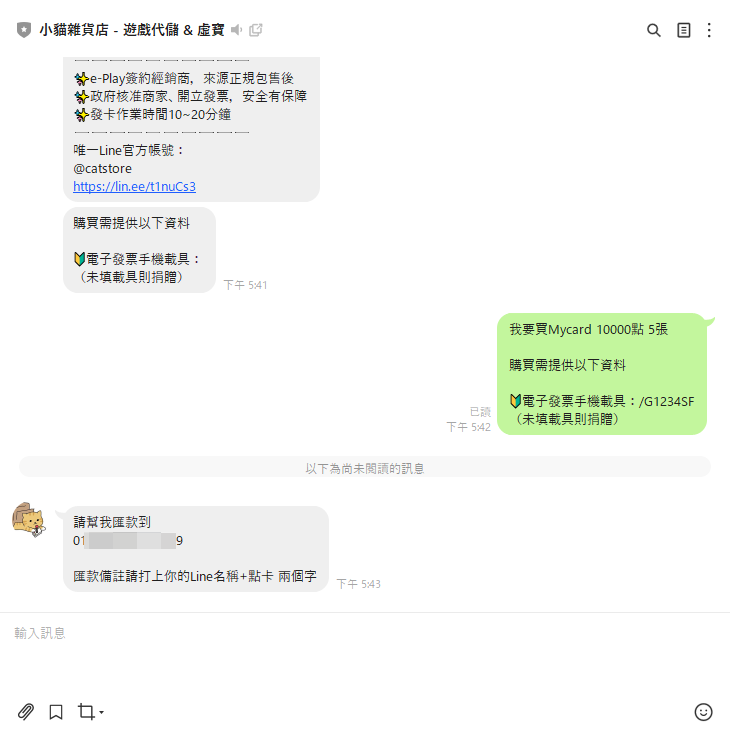 小貓雜貨店 - 遊戲代儲 & 虛寶
e-Play簽約經銷商, 來源正規包售後
政府核准商家、開立發票, 安全有保障
發卡作業時間10~20分鐘
唯一Line官方帳號：
@catstore
https://lin.ee/t1nuCs3
購買需提供以下資料
🔰電子發票手機載具：
（未填載具則捐贈）
下午 5:41
我要買Mycard 10000點 5張
購買需提供以下資料
🔰電子發票手機載具：/G1234SF
（未填載具則捐贈）
已讀
下午 5:42
以下為尚未閱讀的訊息
請幫我匯款到
01 9
匯款備註請打上你的Line名稱+點卡 兩個字
下午 5:43
輸入訊息